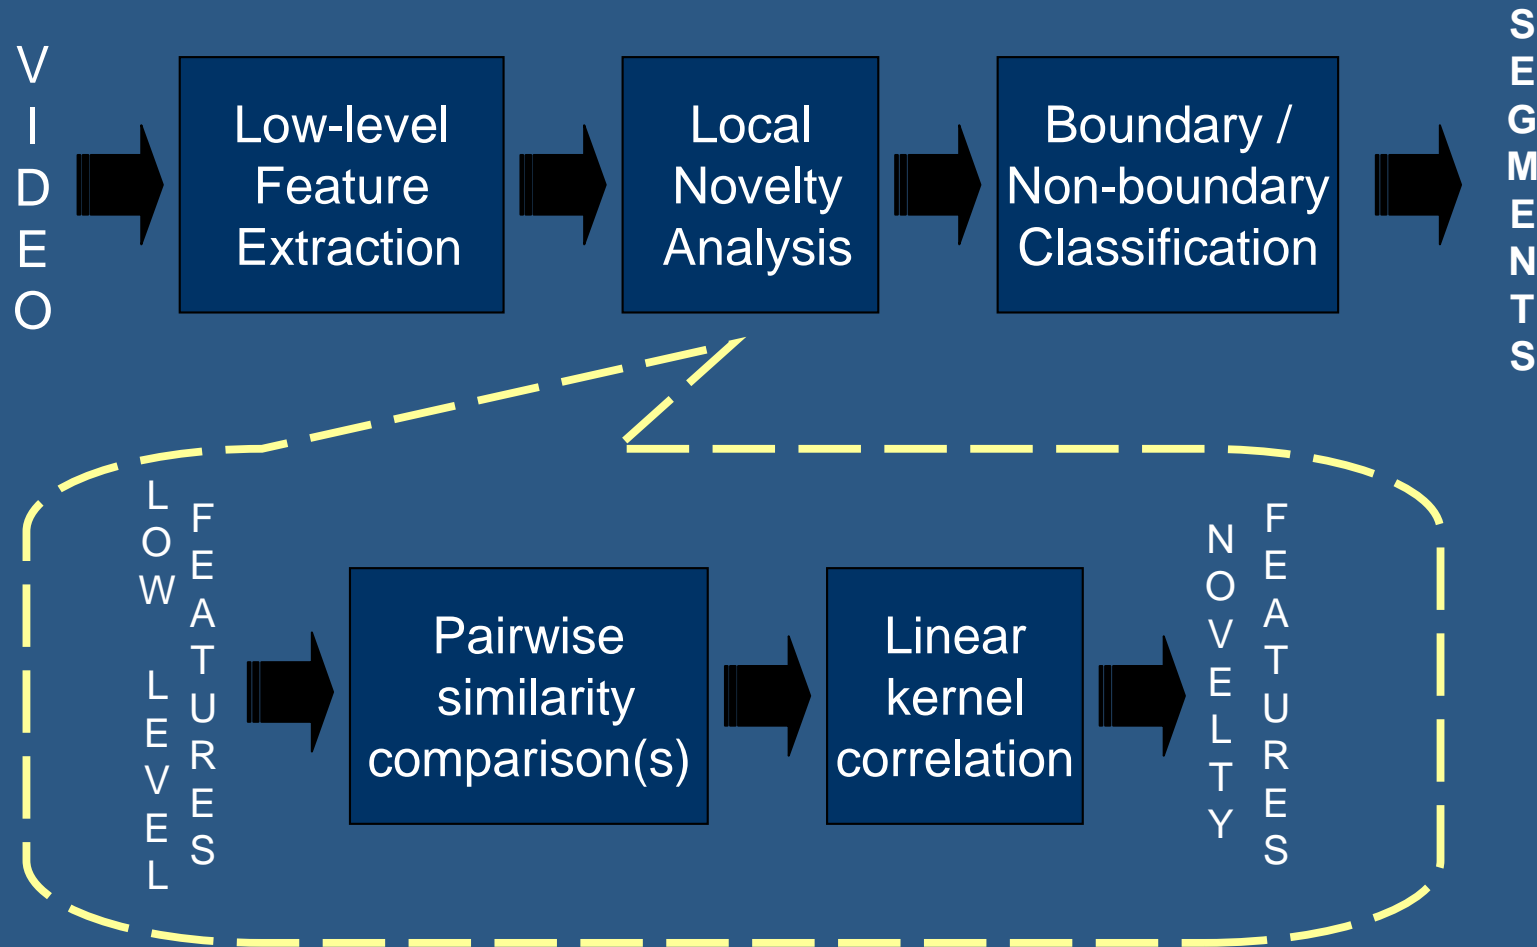 VIDEO
Low-level
Feature
Extraction
Local
Novelty
Analysis
Boundary /
Non-boundary
Classification
SEGMENTS
LOW LEVEL
FEATURES
Pairwise
similarity
comparison(s)
Linear
kernel
correlation
NOVELTY
FEATURES